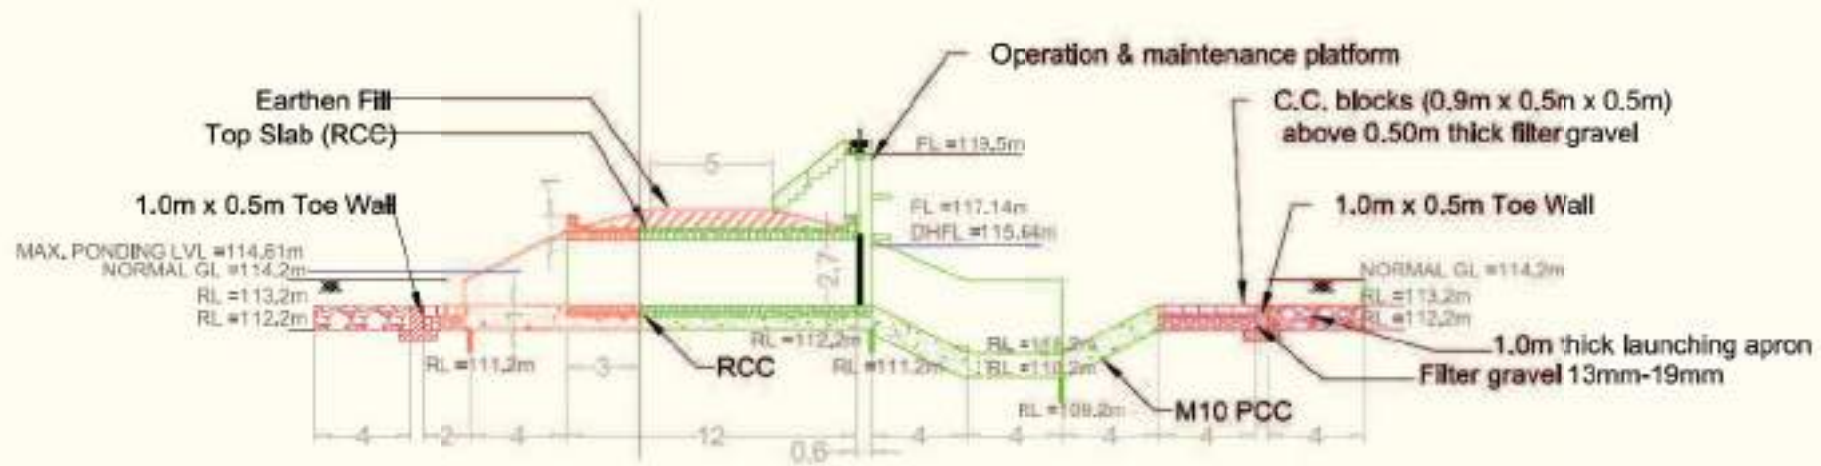 Operation & maintenance platform
Earthen Fill
Top Slab (RCC)
C.C. blocks (0.9m x 0.5m x 0.5m)
above 0.50m thick filter gravel
FL =119.5m
5
1.0m x 0.5m Toe Wall
1.0m x 0.5m Toe Wall
FL =117.14m
DHFL =115.64m
MAX. PONDING LVL =114.61m
NORMAL GL =114.2m
RL =113.2m
RL =112.2m
2.7
NORMAL GL =114.2m
RL =113.2m
RL =112.2m
RL =112.2m
RL =111.2m
3
RCC
RL =111.2m
RL =110.2m
1.0m thick launching apron
Filter gravel 13mm-19mm
RL =109.2m
M10 PCC
4
2
4
12
0.6
4
4
4
4
4